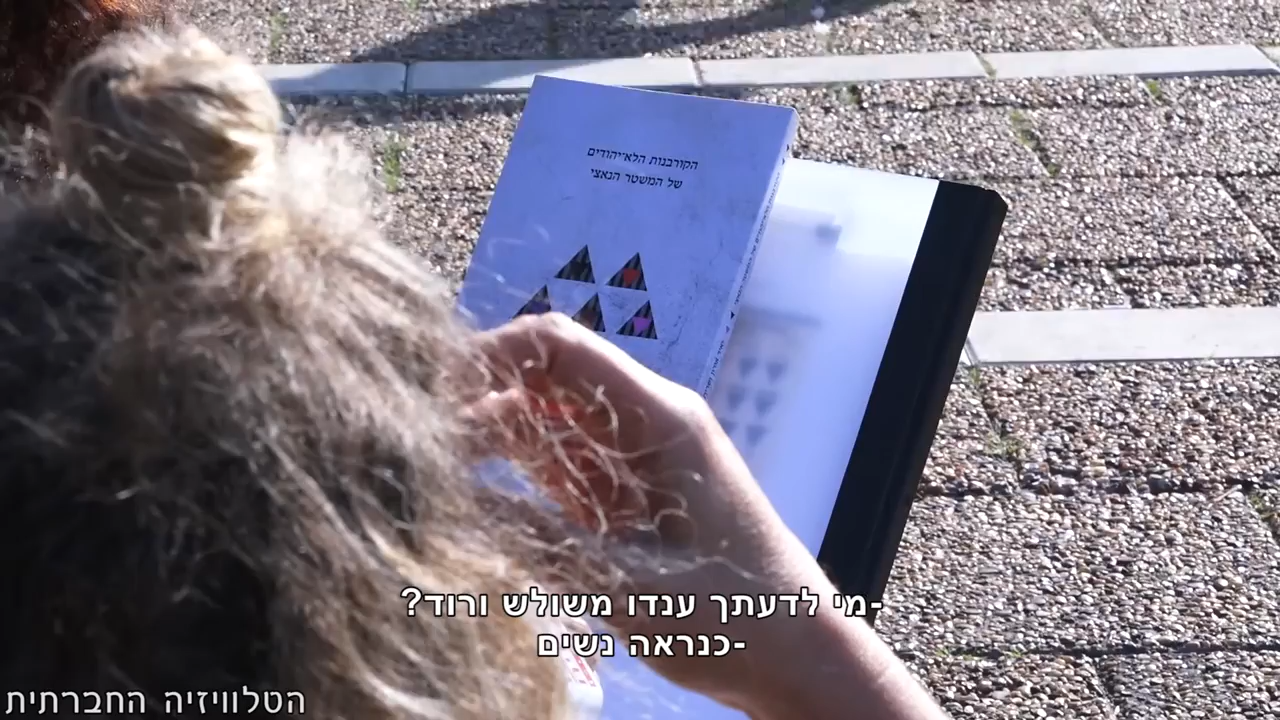 הקורבנות הלא־יהודים
של המשטר הנאצי
-מי לדעתך ענדו משולש ורוד?
-כנראה נשים
הטלוויזיה החברתית